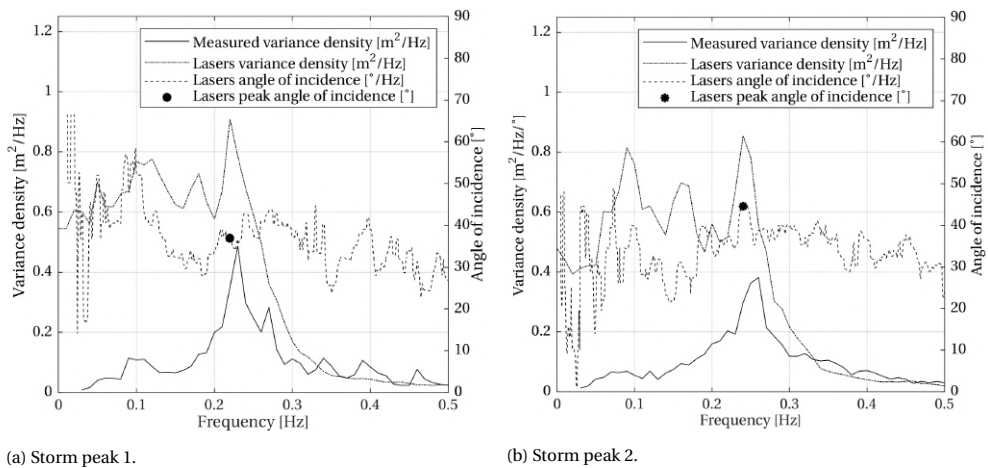 1.2
1
0.8
0.6
0.4
0.2
0
Variance density [m²/Hz]
90
80
70
60
50
40
30
20
10
0
Angle of incidence [°]
Measured variance density [m²/Hz]
Lasers variance density [m²/Hz]
Lasers angle of incidence [°/Hz]
Lasers peak angle of incidence [°]
0 0.1 0.2 0.3 0.4 0.5
Frequency [Hz]
(a) Storm peak 1.
1.2
1
0.8
0.6
0.4
0.2
0
Variance density [m²/Hz/°]
90
80
70
60
50
40
30
20
10
0
Angle of incidence [°]
Measured variance density [m²/Hz]
Lasers variance density [m²/Hz]
Lasers angle of incidence [°/Hz]
Lasers peak angle of incidence [°]
0 0.1 0.2 0.3 0.4 0.5
Frequency [Hz]
(b) Storm peak 2.